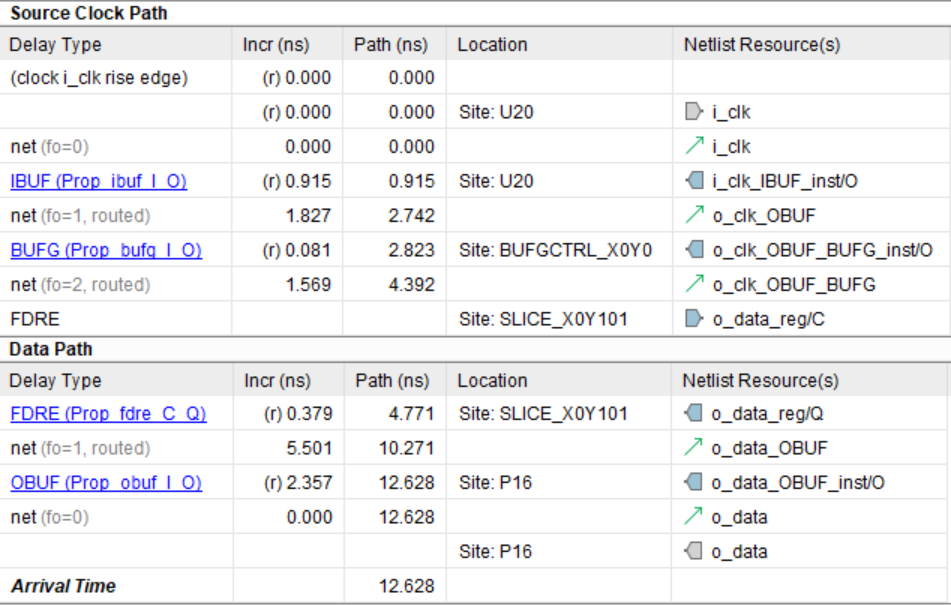 Source Clock Path
Delay Type Incr (ns) Path (ns) Location Netlist Resource(s)
(clock i_clk rise edge) (r) 0.000 0.000
(r) 0.000 0.000 Site: U20 i_clk
net (fo=0) 0.000 0.000 i_clk
IBUF (Prop_ibuf_I_O) (r) 0.915 0.915 Site: U20 i_clk_IBUF_inst/O
net (fo=1, routed) 1.827 2.742 o_clk_OBUF
BUFG (Prop_bufg_I_O) (r) 0.081 2.823 Site: BUFGCTRL_X0Y0 o_clk_OBUF_BUFG_inst/O
net (fo=2, routed) 1.569 4.392 o_clk_OBUF_BUFG
FDRE Site: SLICE_X0Y101 o_data_reg/C
Data Path
Delay Type Incr (ns) Path (ns) Location Netlist Resource(s)
FDRE (Prop_fdre_C_Q) (r) 0.379 4.771 Site: SLICE_X0Y101 o_data_reg/Q
net (fo=1, routed) 5.501 10.271 o_data_OBUF
OBUF (Prop_obuf_I_O) (r) 2.357 12.628 Site: P16 o_data_OBUF_inst/O
net (fo=0) 0.000 12.628 o_data
Site: P16 o_data
Arrival Time 12.628